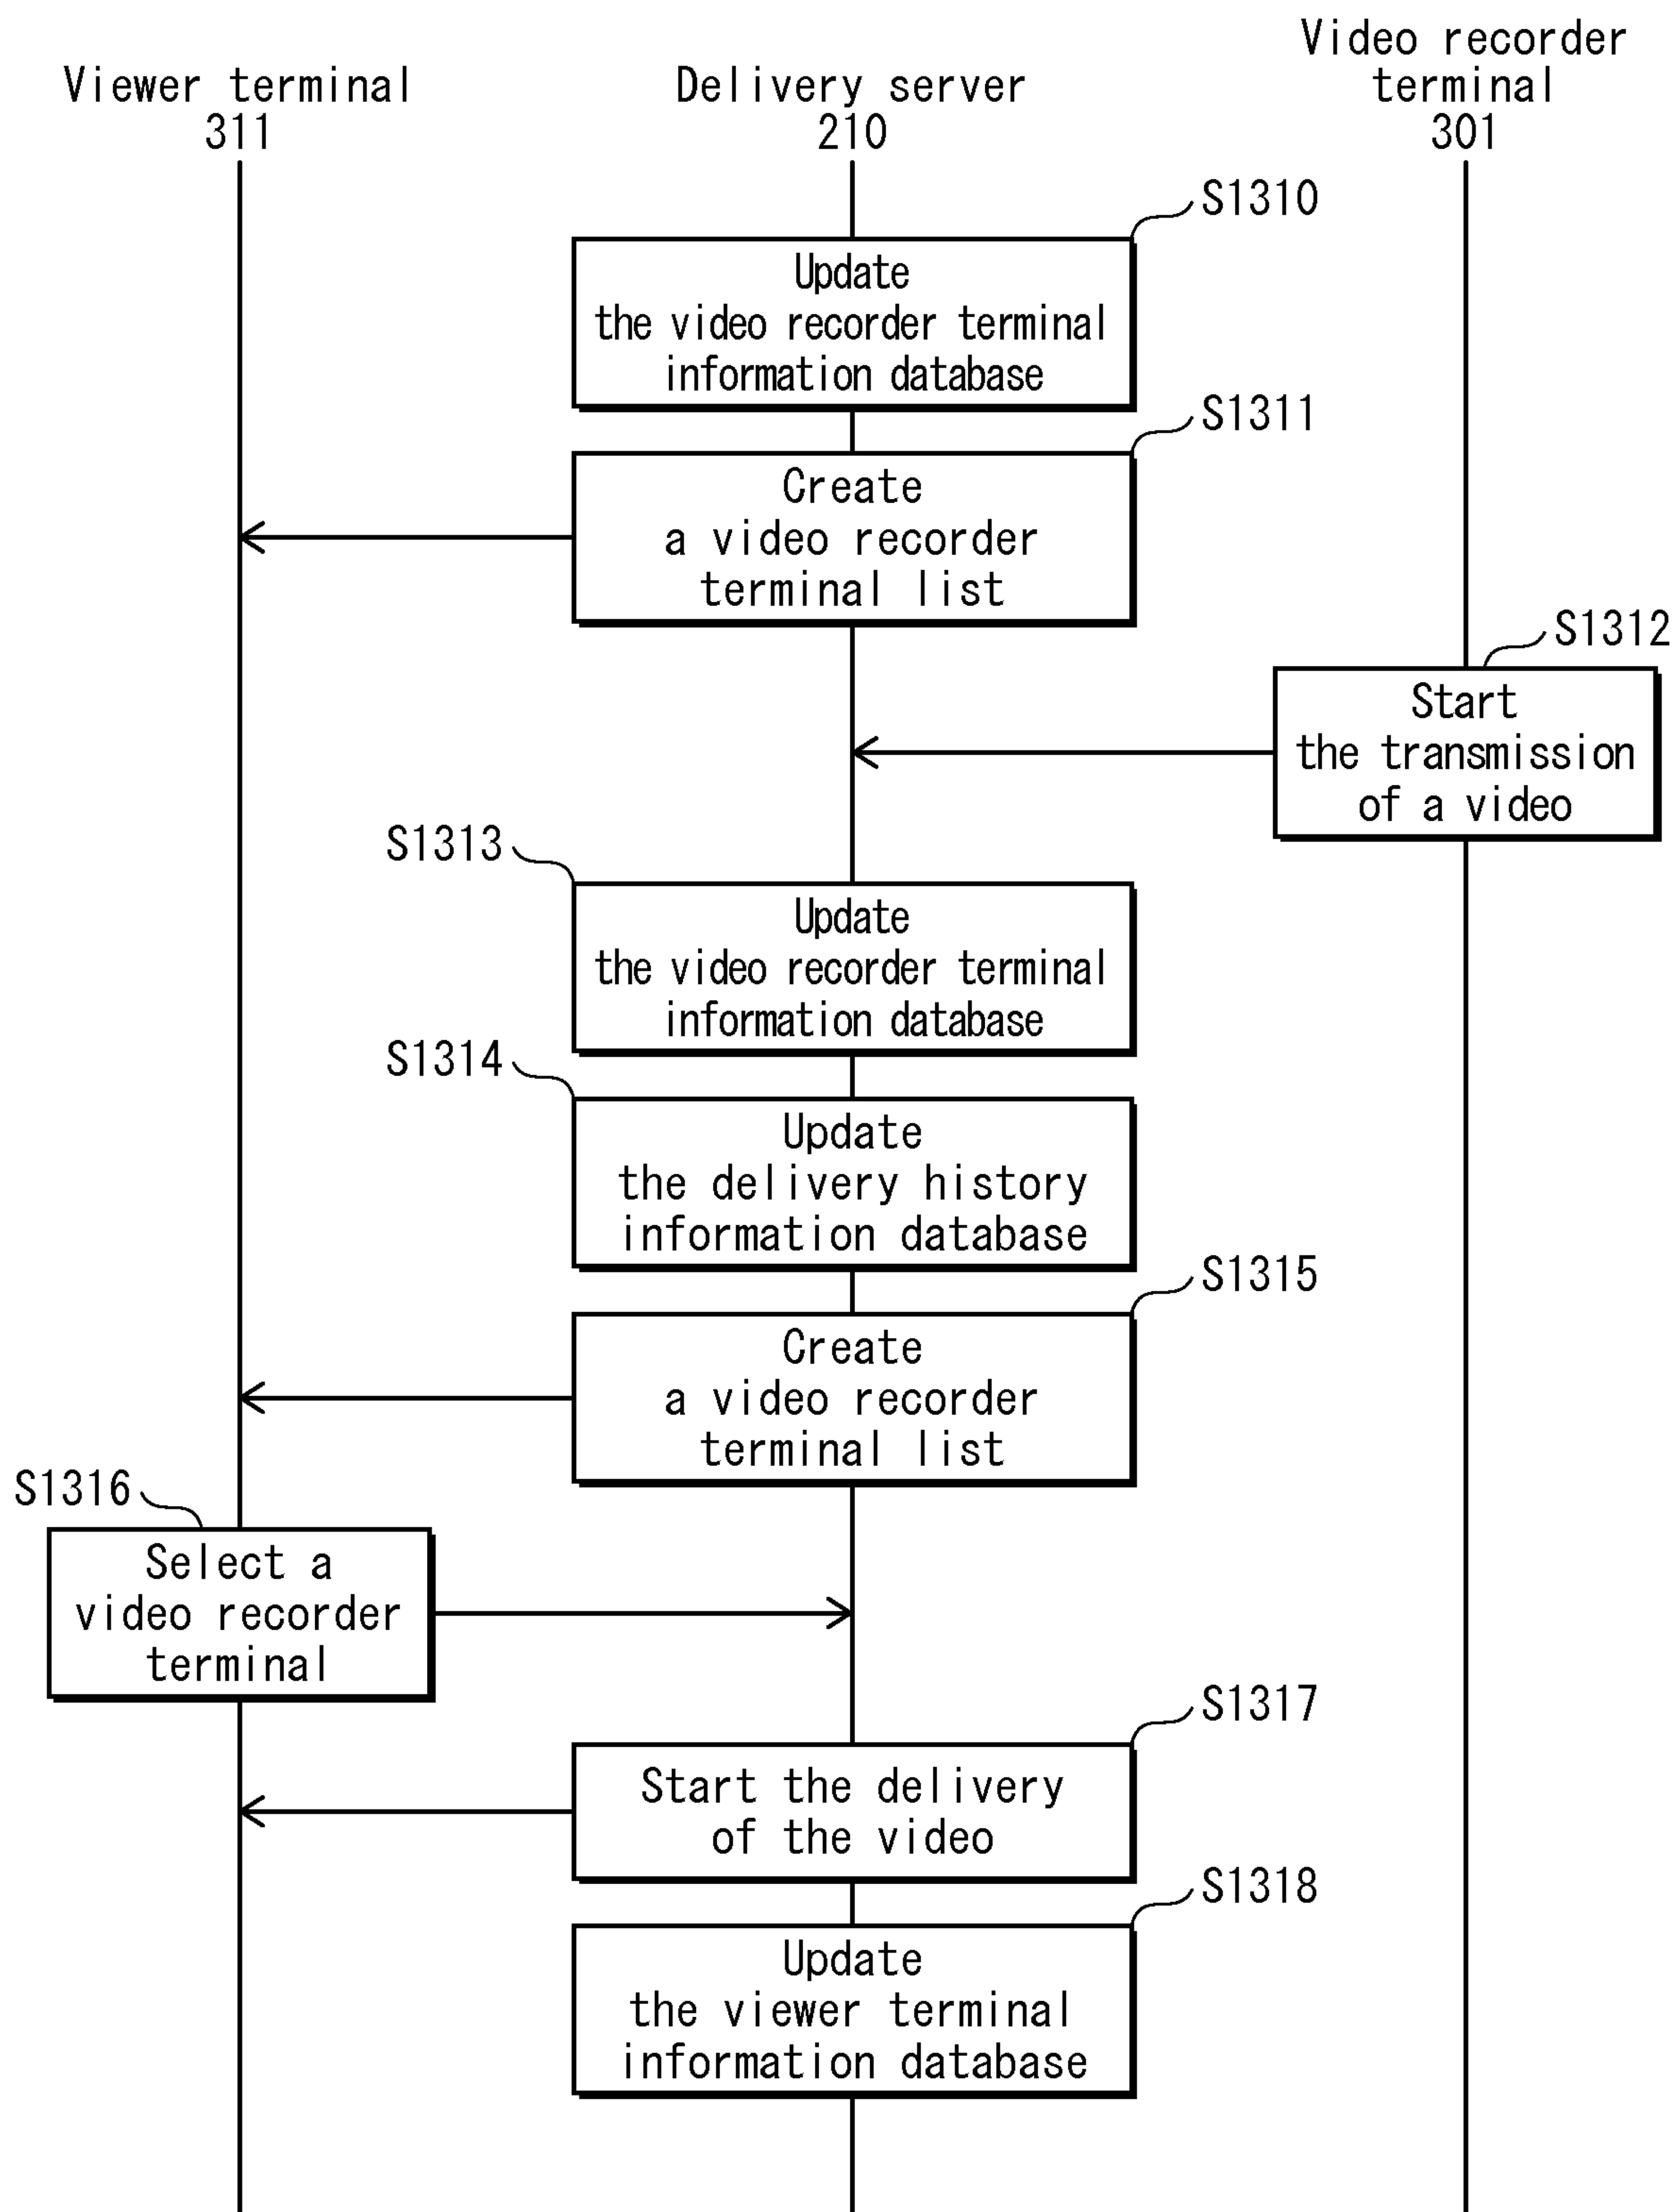 Viewer terminal
311
Delivery server
210
Video recorder
terminal
301
S1310
Update
the video recorder terminal
information database
S1311
Create
a video recorder
terminal list
S1312
Start
the transmission
of a video
S1313
Update
the video recorder terminal
information database
S1314
Update
the delivery history
information database
S1315
Create
a video recorder
terminal list
S1316
Select a
video recorder
terminal
S1317
Start the delivery
of the video
S1318
Update
the viewer terminal
information database